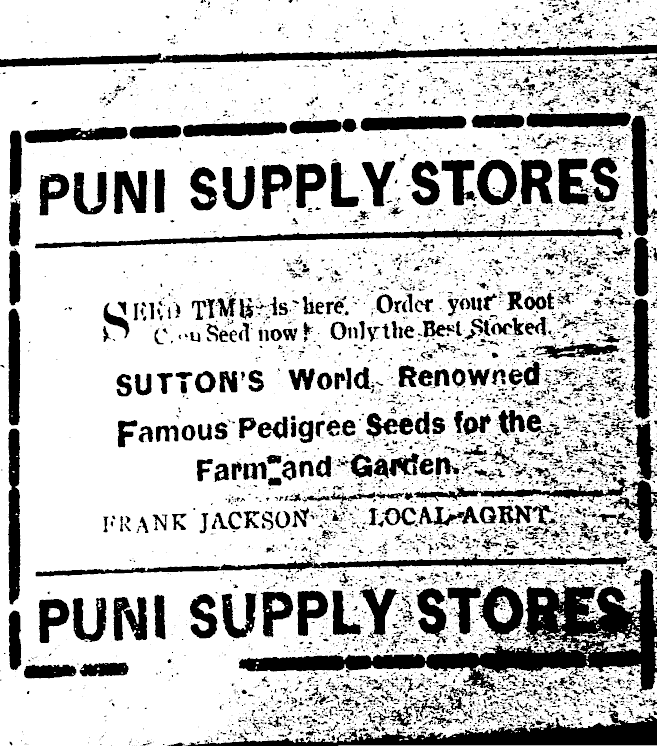 PUNI SUPPLY STORES
SEED TIME is here. Order your Root
Seed now! Only the Best Stocked.
SUTTON'S World Renowned
Famous Pedigree Seeds for the
Farm and Garden.
FRANK JACKSON LOCAL AGENT.
PUNI SUPPLY STORES